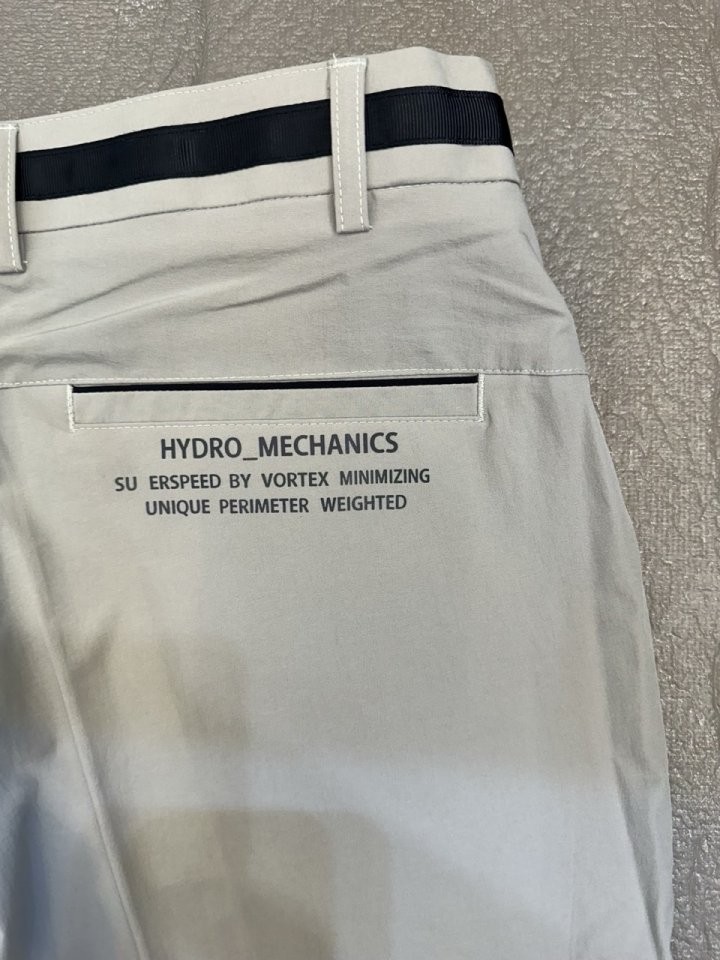 HYDRO_MECHANICS
SU ERSPEED BY VORTEX MINIMIZING
UNIQUE PERIMETER WEIGHTED